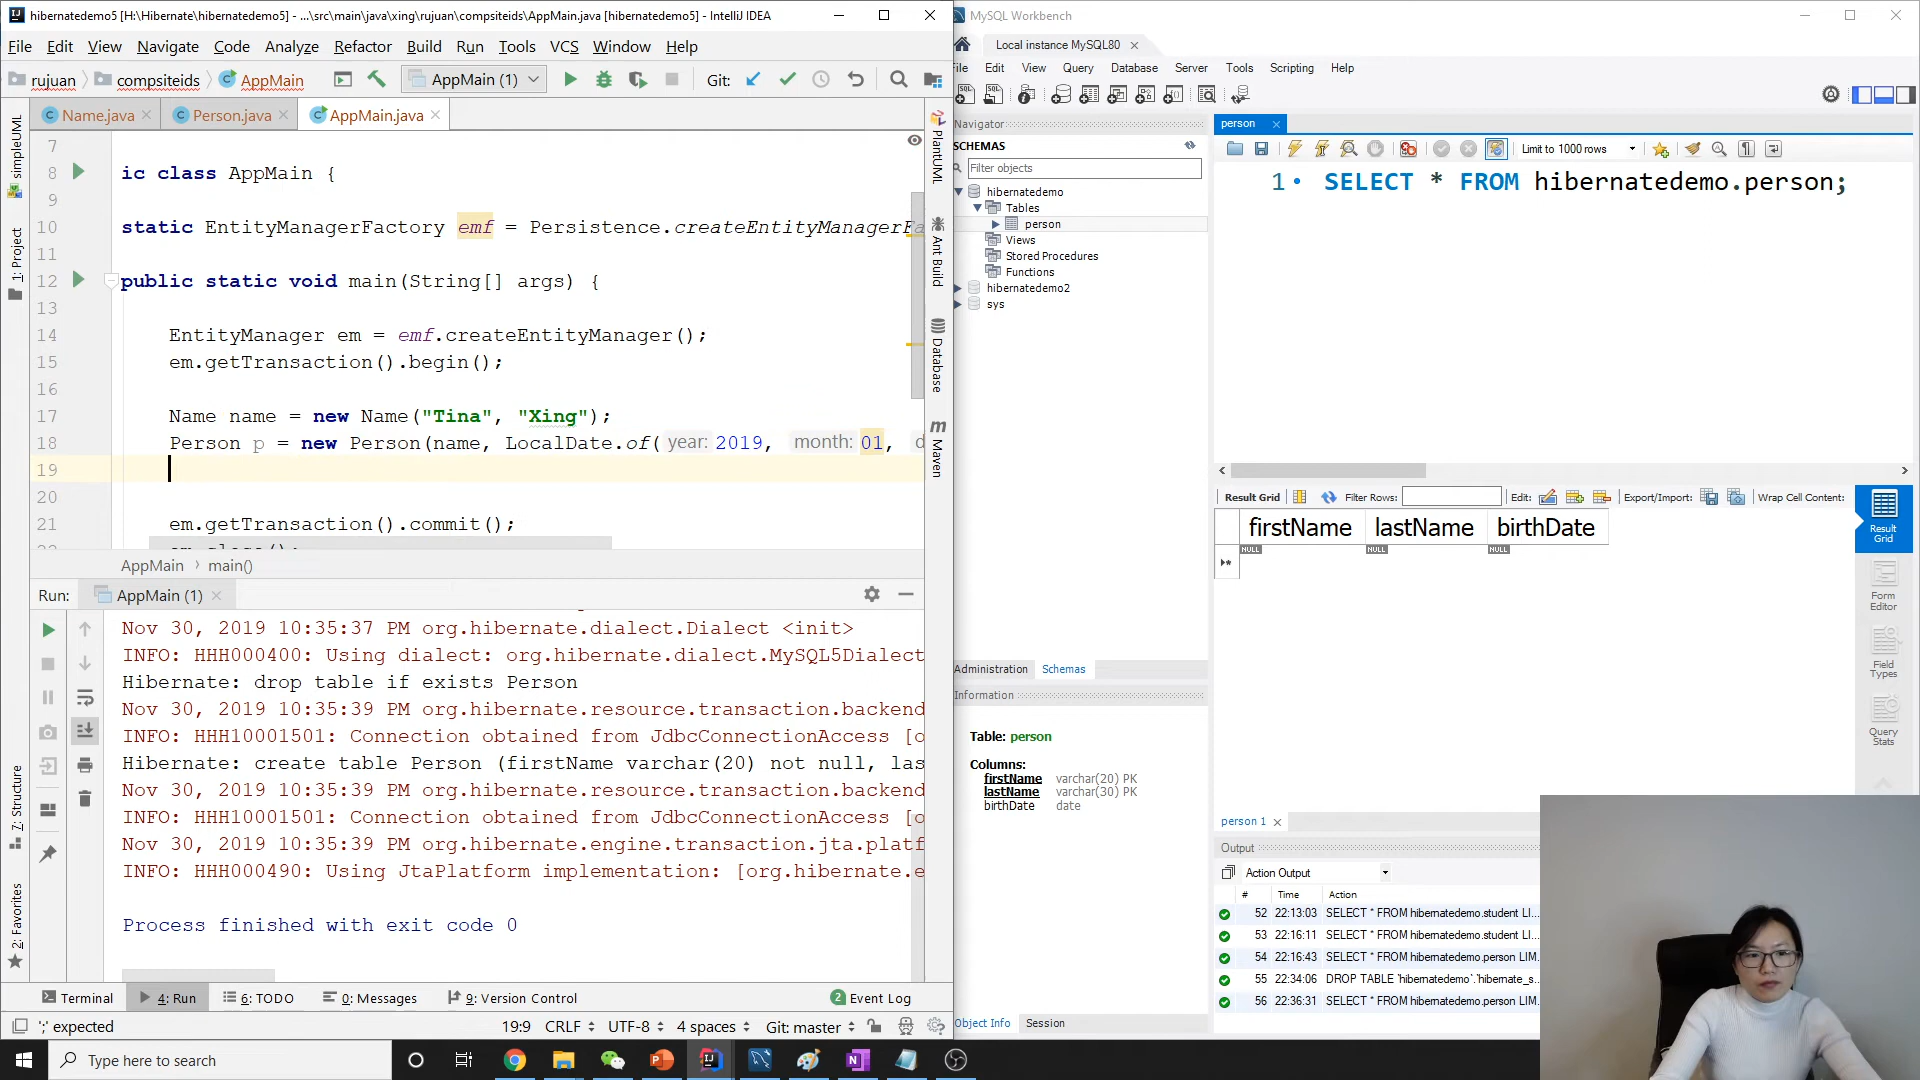 hibernatedemo5 [H:\Hibernate\hibernatedemo5] - ...\src\main\java\xing\rujuan\compsiteids\AppMain.java [hibernatedemo5] - IntelliJ IDEA
File Edit View Navigate Code Analyze Refactor Build Run Tools VCS Window Help
rujuan compsiteids AppMain AppMain (1) Git:
Name.java Person.java AppMain.java
simpleUML
1: Project
7: Structure
2: Favorites
7
8 ic class AppMain {
9
10 static EntityManagerFactory emf = Persistence.createEntityManagerFa
11
12 public static void main(String[] args) {
13
14 EntityManager em = emf.createEntityManager();
15 em.getTransaction().begin();
16
17 Name name = new Name("Tina", "Xing");
18 Person p = new Person(name, LocalDate.of( year: 2019, month: 01, d
19
20
21 em.getTransaction().commit();
AppMain › main()
PlantUML
Ant Build
Database
Maven
Run: AppMain (1)
Nov 30, 2019 10:35:37 PM org.hibernate.dialect.Dialect <init>
INFO: HHH000400: Using dialect: org.hibernate.dialect.MySQL5Dialect
Hibernate: drop table if exists Person
Nov 30, 2019 10:35:39 PM org.hibernate.resource.transaction.backend
INFO: HHH10001501: Connection obtained from JdbcConnectionAccess [o
Hibernate: create table Person (firstName varchar(20) not null, las
Nov 30, 2019 10:35:39 PM org.hibernate.resource.transaction.backend
INFO: HHH10001501: Connection obtained from JdbcConnectionAccess [o
Nov 30, 2019 10:35:39 PM org.hibernate.engine.transaction.jta.platf
INFO: HHH000490: Using JtaPlatform implementation: [org.hibernate.e
Process finished with exit code 0
Terminal 4: Run 6: TODO 0: Messages 9: Version Control 2 Event Log
';' expected 19:9 CRLF UTF-8 4 spaces Git: master
MySQL Workbench
Local instance MySQL80
File Edit View Query Database Server Tools Scripting Help
Navigator
SCHEMAS
Filter objects
hibernatedemo
Tables
person
Views
Stored Procedures
Functions
hibernatedemo2
sys
Administration Schemas
Information
Table: person
Columns:
firstName varchar(20) PK
lastName varchar(30) PK
birthDate date
Object Info Session
person
Limit to 1000 rows
1 SELECT * FROM hibernatedemo.person;
Result Grid Filter Rows: Edit: Export/Import: Wrap Cell Content:
firstName lastName birthDate
NULL NULL NULL
Result Grid
Form Editor
Field Types
Query Stats
person 1
Output
Action Output
# Time Action
52 22:13:03 SELECT * FROM hibernatedemo.student LI...
53 22:16:11 SELECT * FROM hibernatedemo.student LI...
54 22:16:43 SELECT * FROM hibernatedemo.person LIM...
55 22:34:06 DROP TABLE `hibernatedemo`.`hibernate_s...
56 22:36:31 SELECT * FROM hibernatedemo.person LIM...
Type here to search